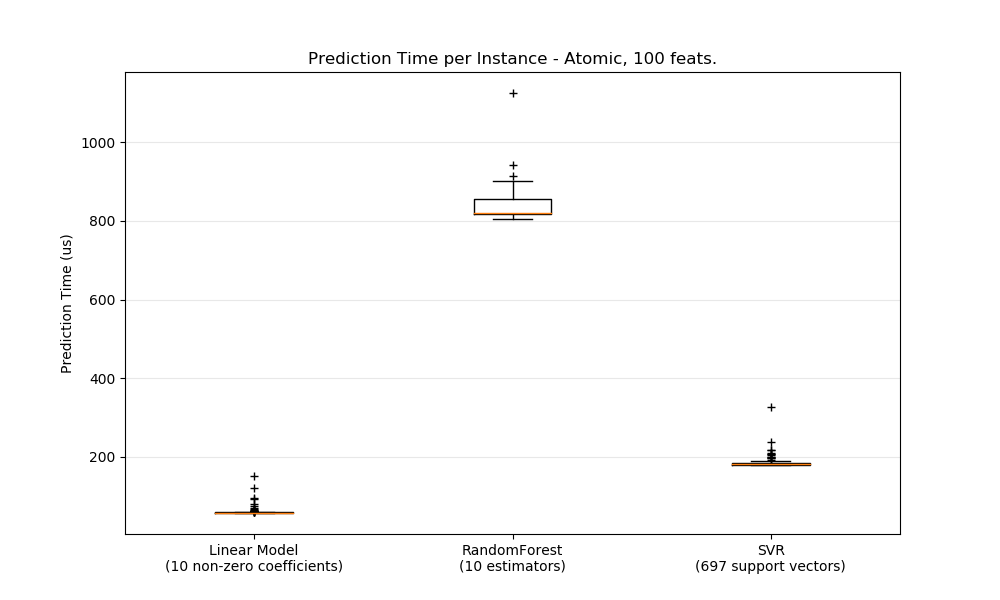 Prediction Time per Instance - Atomic, 100 feats.
Prediction Time (us)
1000
800
600
400
200
Linear Model
(10 non-zero coefficients)
RandomForest
(10 estimators)
SVR
(697 support vectors)